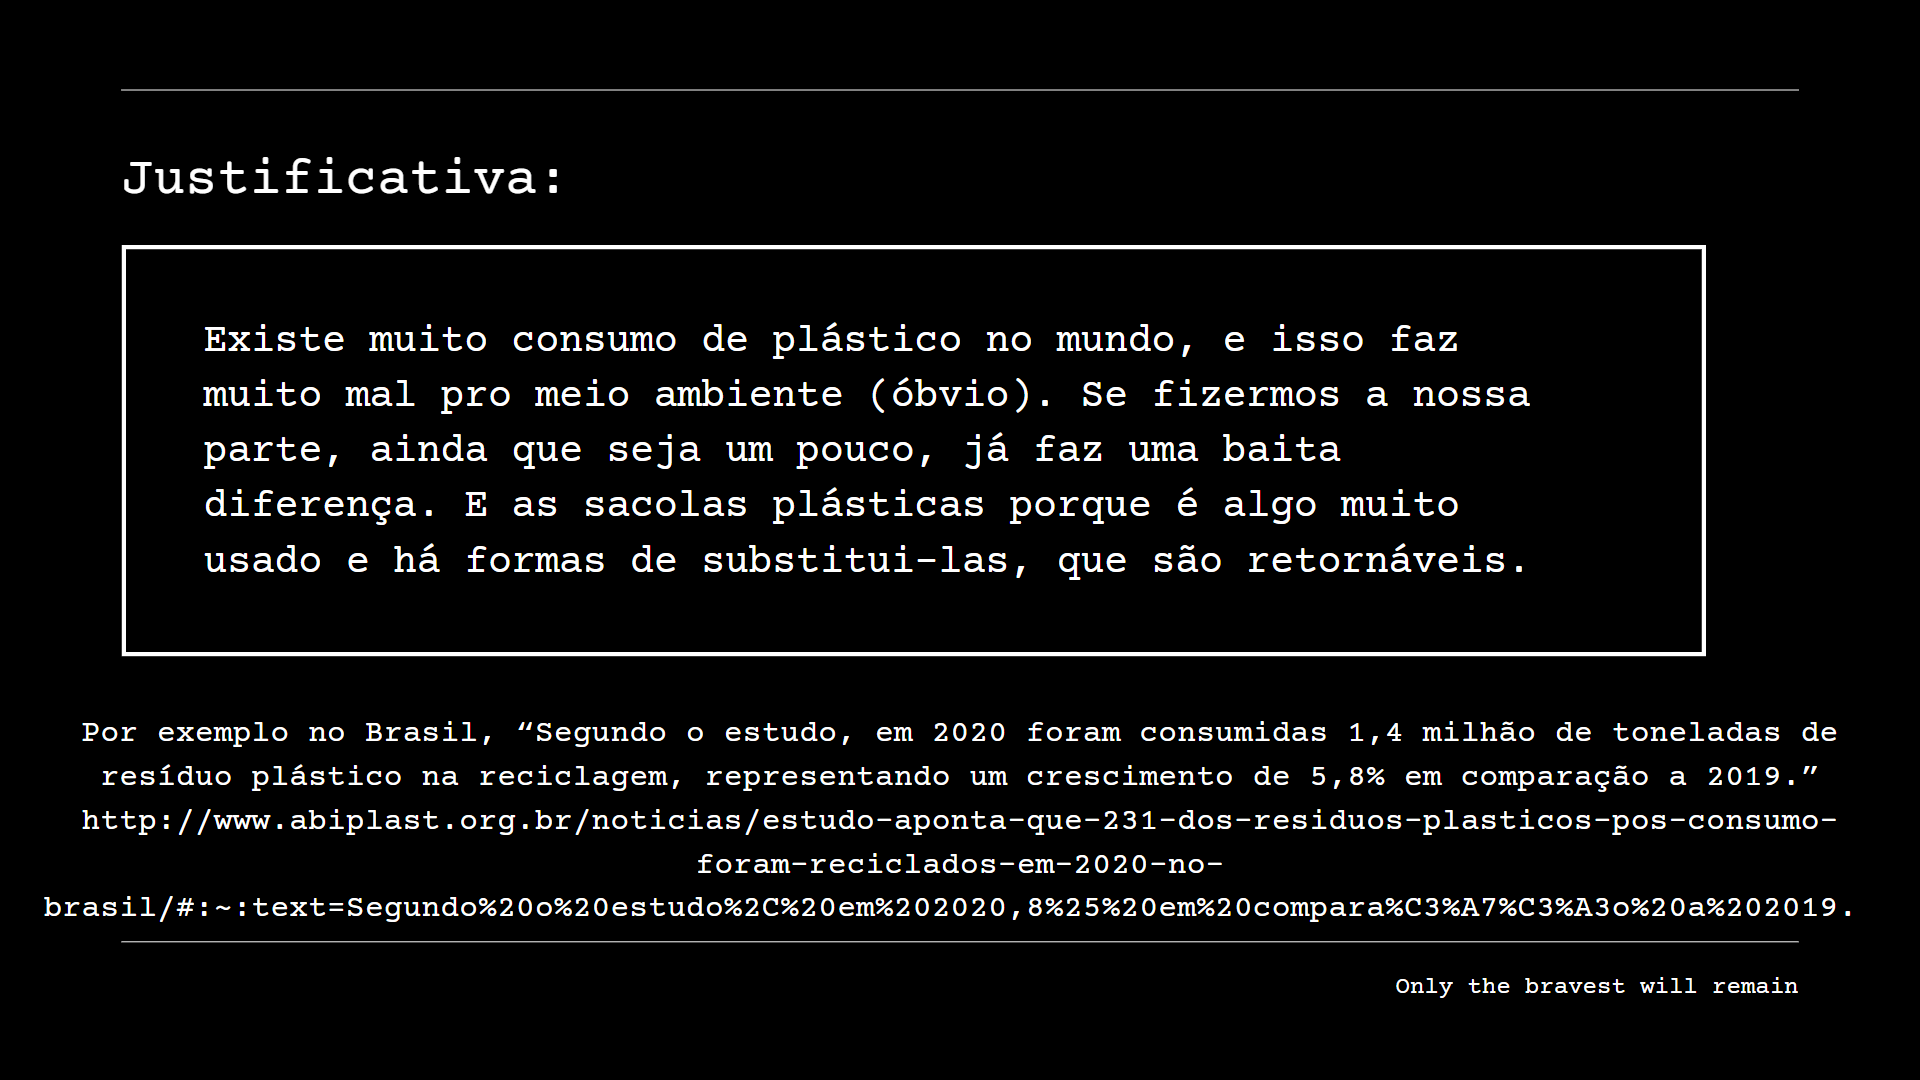 Justificativa:
Existe muito consumo de plástico no mundo, e isso faz
muito mal pro meio ambiente (óbvio). Se fizermos a nossa
parte, ainda que seja um pouco, já faz uma baita
diferença. E as sacolas plásticas porque é algo muito
usado e há formas de substitui-las, que são retornáveis.
Por exemplo no Brasil, “Segundo o estudo, em 2020 foram consumidas 1,4 milhão de toneladas de
resíduo plástico na reciclagem, representando um crescimento de 5,8% em comparação a 2019.”
http://www.abiplast.org.br/noticias/estudo-aponta-que-231-dos-residuos-plasticos-pos-consumo-
foram-reciclados-em-2020-no-
brasil/#:~:text=Segundo%20o%20estudo%2C%20em%202020,8%25%20em%20compara%C3%A7%C3%A3o%20a%202019.
Only the bravest will remain